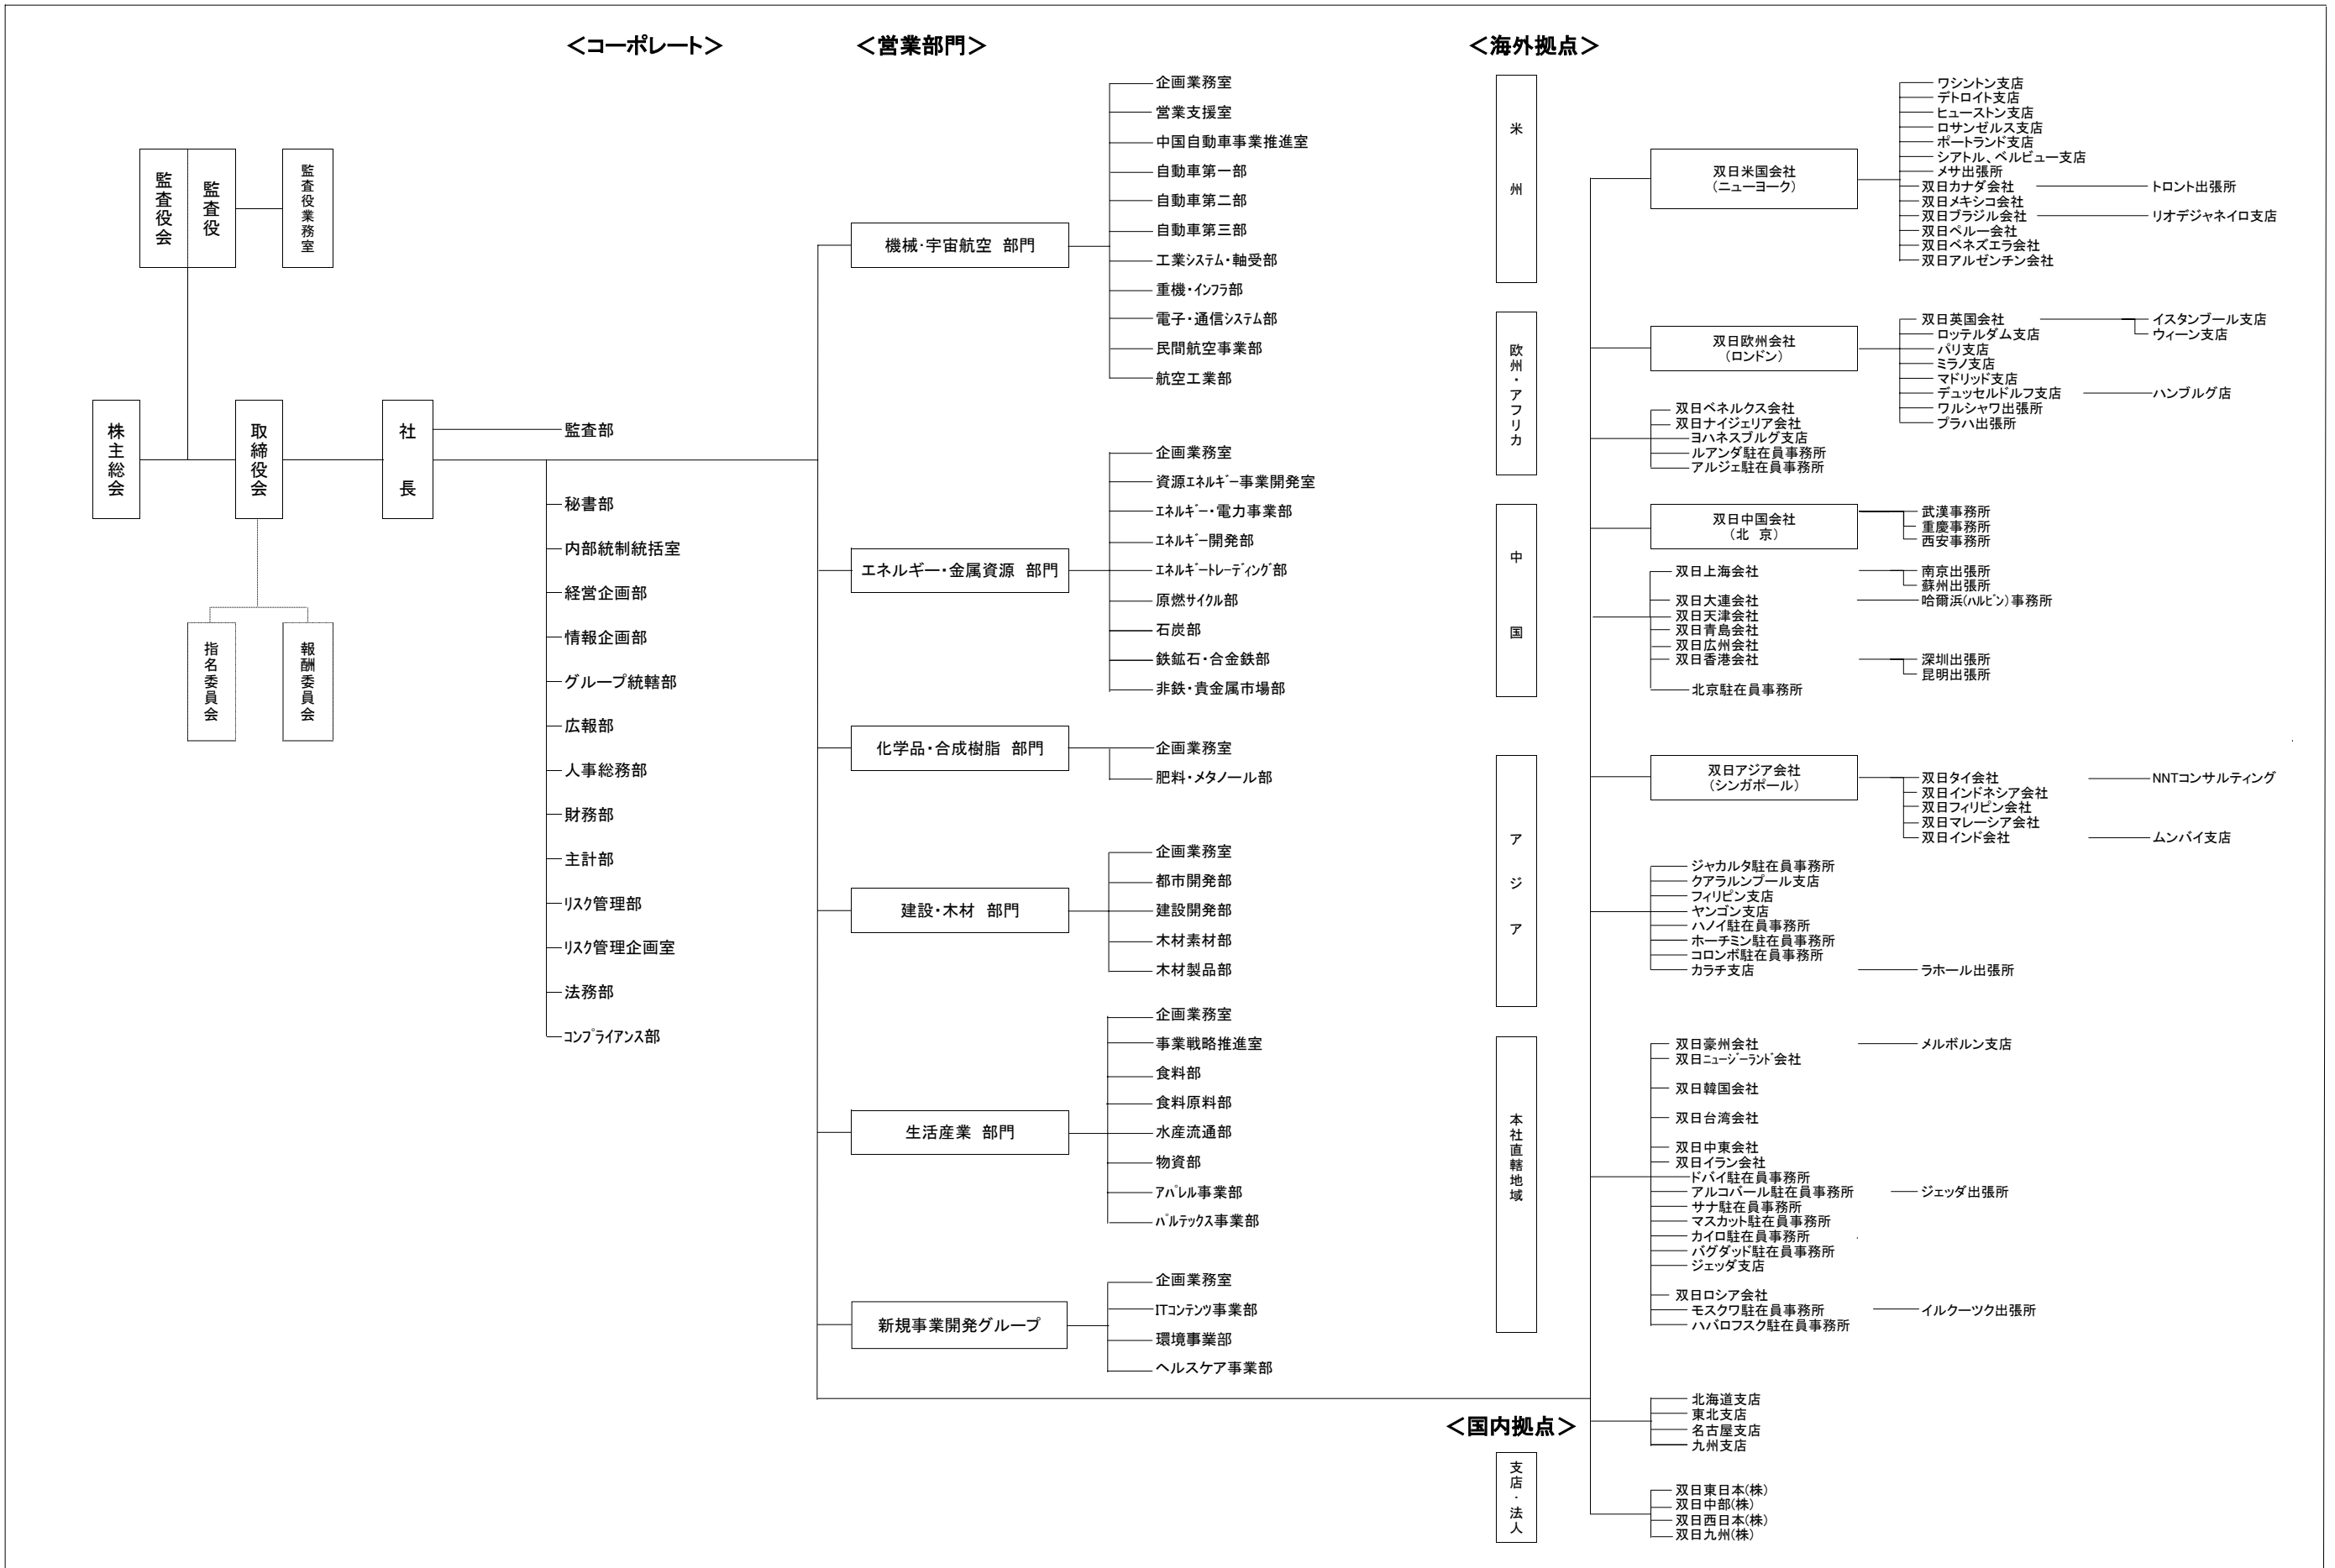 ＜コーポレート＞
＜営業部門＞
＜海外拠点＞
監査役会
監査役
監査役業務室
株主総会
取締役会
社長
指名委員会
報酬委員会
監査部
秘書部
内部統制統括室
経営企画部
情報企画部
グループ統轄部
広報部
人事総務部
財務部
主計部
ﾘｽｸ管理部
ﾘｽｸ管理企画室
法務部
ｺﾝﾌﾟﾗｲｱﾝｽ部
機械・宇宙航空 部門
企画業務室
営業支援室
中国自動車事業推進室
自動車第一部
自動車第二部
自動車第三部
工業ｼｽﾃﾑ・軸受部
重機・ｲﾝﾌﾗ部
電子・通信ｼｽﾃﾑ部
民間航空事業部
航空工業部
エネルギー・金属資源 部門
企画業務室
資源ｴﾈﾙｷﾞｰ事業開発室
ｴﾈﾙｷﾞｰ・電力事業部
ｴﾈﾙｷﾞｰ開発部
ｴﾈﾙｷﾞｰﾄﾚｰﾃﾞｨﾝｸﾞ部
原燃ｻｲｸﾙ部
石炭部
鉄鉱石・合金鉄部
非鉄・貴金属市場部
化学品・合成樹脂 部門
企画業務室
肥料・メタノール部
建設・木材 部門
企画業務室
都市開発部
建設開発部
木材素材部
木材製品部
生活産業 部門
企画業務室
事業戦略推進室
食料部
食料原料部
水産流通部
物資部
ｱﾊﾟﾚﾙ事業部
ﾊﾟﾙﾃｯｸｽ事業部
新規事業開発グループ
企画業務室
ITｺﾝﾃﾝﾂ事業部
環境事業部
ヘルスケア事業部
米州
双日米国会社
（ニューヨーク）
ワシントン支店
デトロイト支店
ヒューストン支店
ロサンゼルス支店
ポートランド支店
シアトル、ベルビュー支店
メサ出張所
双日カナダ会社
トロント出張所
双日メキシコ会社
双日ブラジル会社
リオデジャネイロ支店
双日ペルー会社
双日ベネズエラ会社
双日アルゼンチン会社
欧州・アフリカ
双日欧州会社
（ロンドン）
双日英国会社
イスタンブール支店
ウィーン支店
ロッテルダム支店
パリ支店
ミラノ支店
マドリッド支店
デュッセルドルフ支店
ハンブルグ店
ワルシャワ出張所
プラハ出張所
双日ベネルクス会社
双日ナイジェリア会社
ヨハネスブルグ支店
ルアンダ駐在員事務所
アルジェ駐在員事務所
中国
双日中国会社
（北 京）
武漢事務所
重慶事務所
西安事務所
双日上海会社
南京出張所
蘇州出張所
双日大連会社
哈爾浜(ﾊﾙﾋﾞﾝ)事務所
双日天津会社
双日青島会社
双日広州会社
双日香港会社
深圳出張所
昆明出張所
北京駐在員事務所
アジア
双日アジア会社
（シンガポール）
双日タイ会社
NNTコンサルティング
双日インドネシア会社
双日フィリピン会社
双日マレーシア会社
双日インド会社
ムンバイ支店
ジャカルタ駐在員事務所
クアラルンプール支店
フィリピン支店
ヤンゴン支店
ハノイ駐在員事務所
ホーチミン駐在員事務所
コロンボ駐在員事務所
カラチ支店
ラホール出張所
本社直轄地域
双日豪州会社
メルボルン支店
双日ﾆｭｰｼﾞｰﾗﾝﾄﾞ会社
双日韓国会社
双日台湾会社
双日中東会社
双日イラン会社
ドバイ駐在員事務所
アルコバール駐在員事務所
ジェッダ出張所
サナ駐在員事務所
マスカット駐在員事務所
カイロ駐在員事務所
バグダッド駐在員事務所
ジェッダ支店
双日ロシア会社
モスクワ駐在員事務所
イルクーツク出張所
ハバロフスク駐在員事務所
＜国内拠点＞
支店・法人
北海道支店
東北支店
名古屋支店
九州支店
双日東日本(株)
双日中部(株)
双日西日本(株)
双日九州(株)